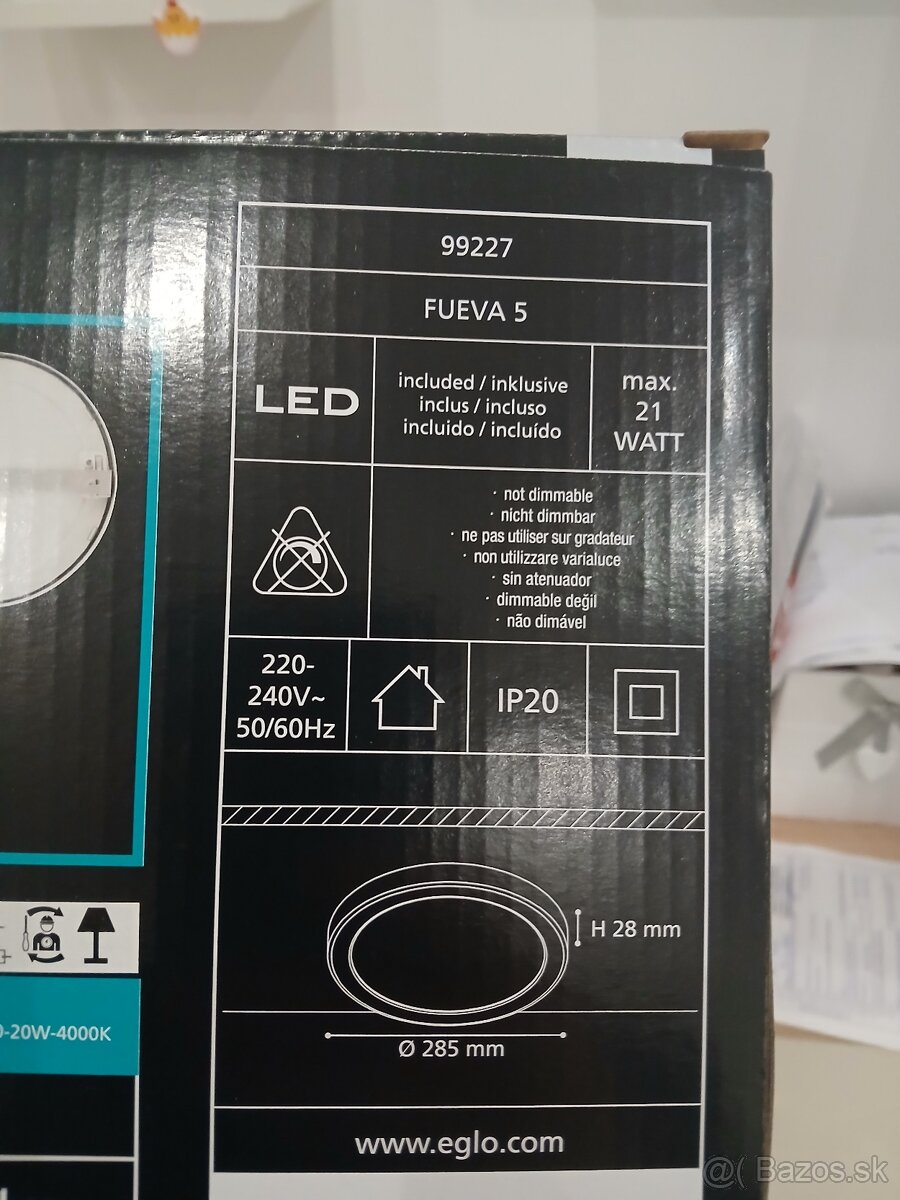 99227
FUEVA 5
LED
included / inklusive
inclus / incluso
incluido / incluído
max.
21
WATT
· not dimmable
· nicht dimmbar
· ne pas utiliser sur gradateur
· non utilizzare varialuce
· sin atenuador
· dimmable değil
· não dimável
220-
240V~
50/60Hz
IP20
H 28 mm
Ø 285 mm
-20W-4000K
www.eglo.com
@( Bazos.sk